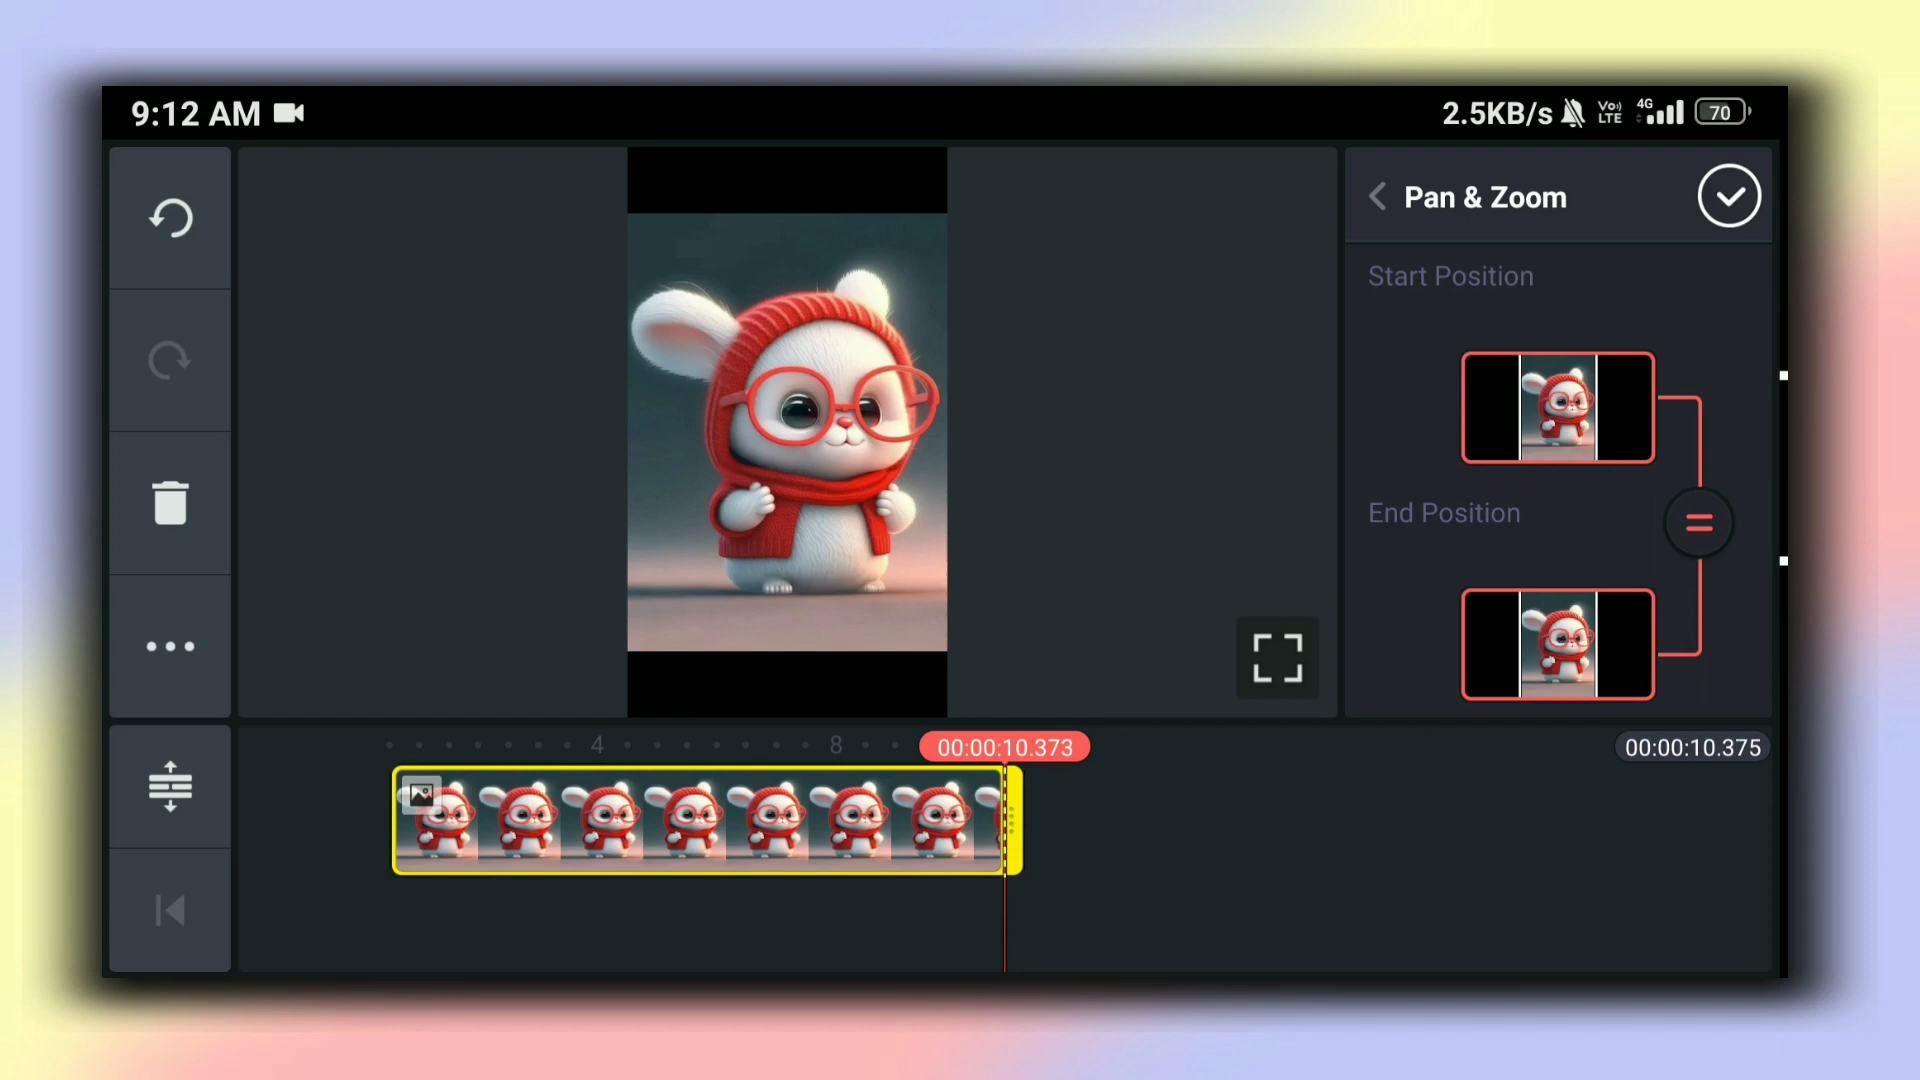 9:12 AM
2.5KB/s Vo)) LTE 4G 70
Pan & Zoom
Start Position
End Position
4 8 00:00:10.373 00:00:10.375